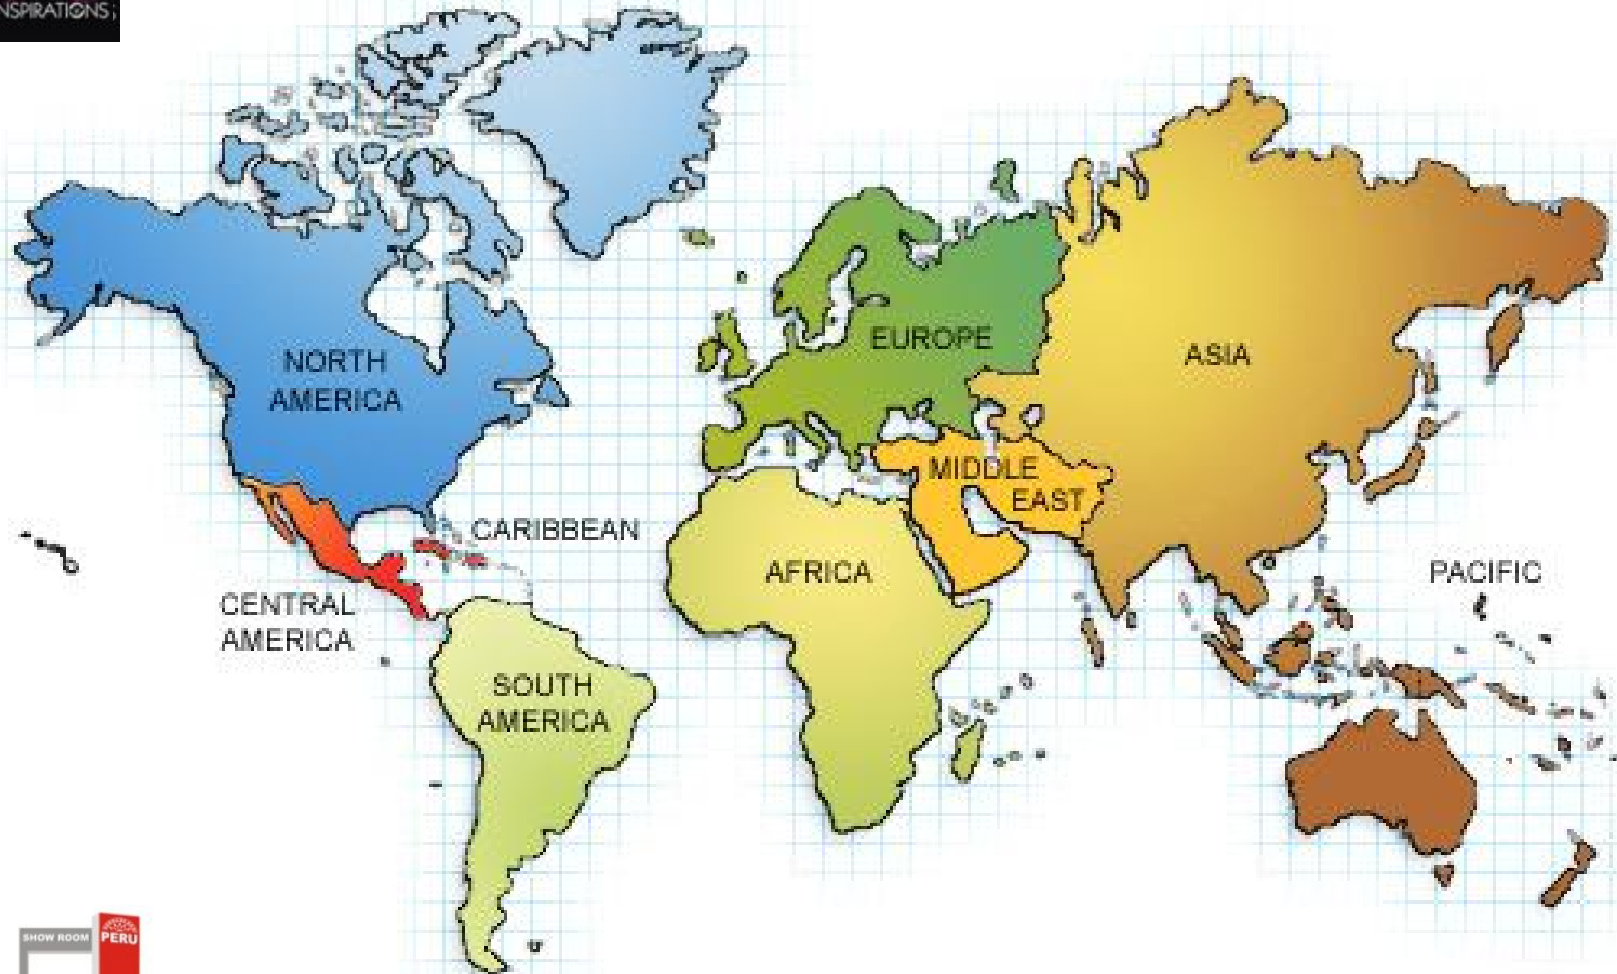 NSPIRATIONS;
NORTH
AMERICA
EUROPE
ASIA
MIDDLE
EAST
CARIBBEAN
AFRICA
PACIFIC
CENTRAL
AMERICA
SOUTH
AMERICA
SHOW ROOM PERU